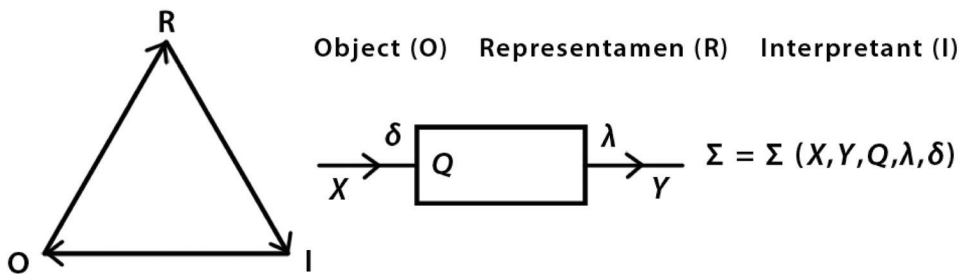 R
Object (O) Representamen (R) Interpretant (I)
δ λ
Q
Σ = Σ (X,Y,Q,λ,δ)
X Y
O I